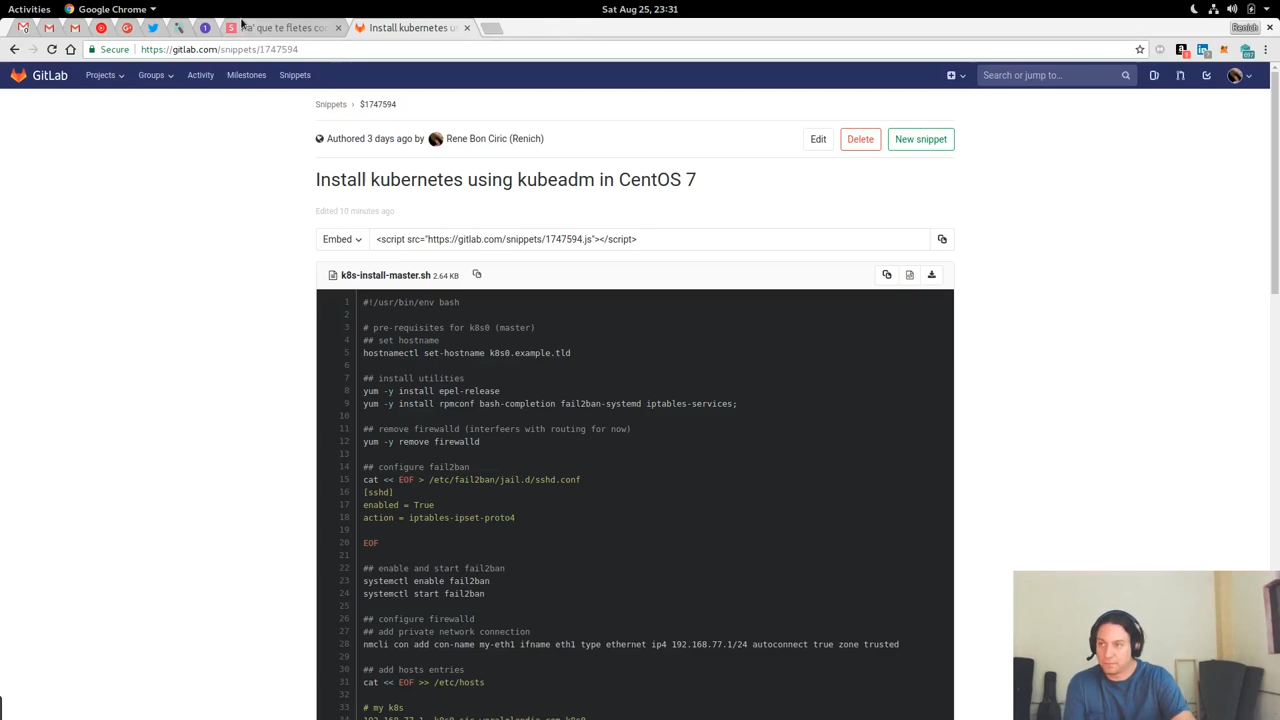 Activities Google Chrome Sat Aug 25, 23:31
que te fletes co Install kubernetes us Renich
Secure https://gitlab.com/snippets/1747594
GitLab Projects Groups Activity Milestones Snippets Search or jump to…
Snippets › $1747594
Authored 3 days ago by Rene Bon Ciric (Renich) Edit Delete New snippet
Install kubernetes using kubeadm in CentOS 7
Edited 10 minutes ago
Embed <script src="https://gitlab.com/snippets/1747594.js"></script>
k8s-install-master.sh 2.64 KB
1 #!/usr/bin/env bash
2
3 # pre-requisites for k8s0 (master)
4 ## set hostname
5 hostnamectl set-hostname k8s0.example.tld
6
7 ## install utilities
8 yum -y install epel-release
9 yum -y install rpmconf bash-completion fail2ban-systemd iptables-services;
10
11 ## remove firewalld (interfeers with routing for now)
12 yum -y remove firewalld
13
14 ## configure fail2ban
15 cat << EOF > /etc/fail2ban/jail.d/sshd.conf
16 [sshd]
17 enabled = True
18 action = iptables-ipset-proto4
19
20 EOF
21
22 ## enable and start fail2ban
23 systemctl enable fail2ban
24 systemctl start fail2ban
25
26 ## configure firewalld
27 ## add private network connection
28 nmcli con add con-name my-eth1 ifname eth1 type ethernet ip4 192.168.77.1/24 autoconnect true zone trusted
29
30 ## add hosts entries
31 cat << EOF >> /etc/hosts
32
33 # my k8s